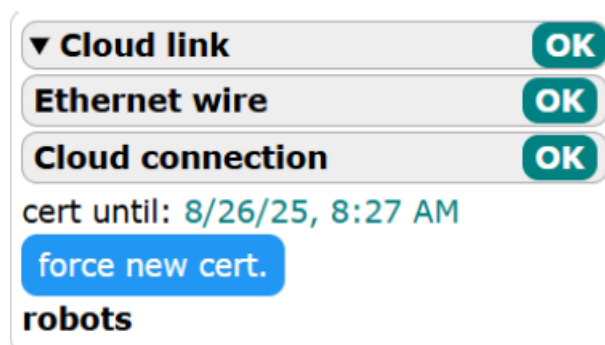 ▼ Cloud link OK
Ethernet wire OK
Cloud connection OK
cert until: 8/26/25, 8:27 AM
force new cert.
robots